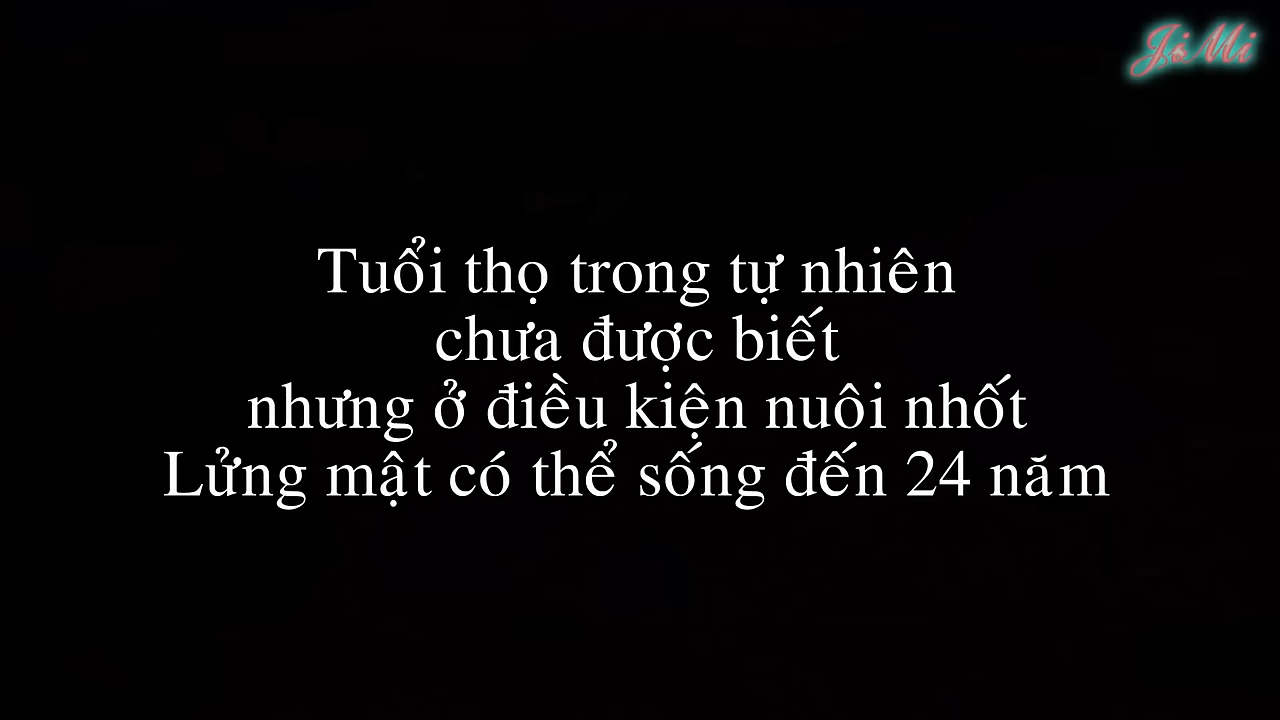 JiMi
Tuổi thọ trong tự nhiên
chưa được biết
nhưng ở điều kiện nuôi nhốt
Lửng mật có thể sống đến 24 năm